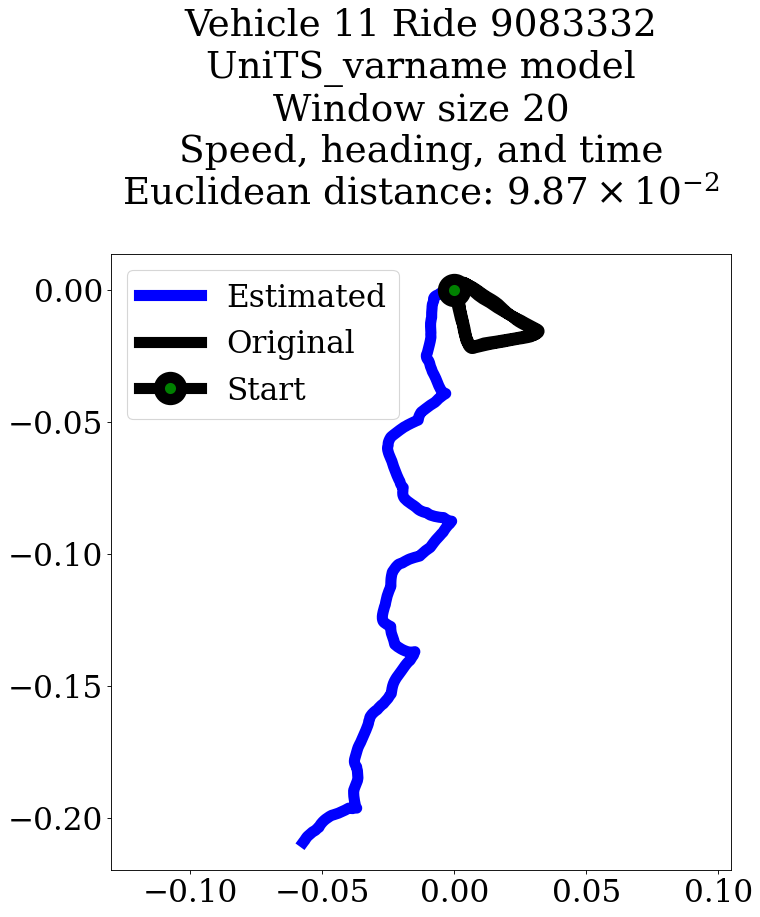 Vehicle 11 Ride 9083332
UniTS_varname model
Window size 20
Speed, heading, and time
Euclidean distance: 9.87 × 10⁻²
Estimated
Original
Start
0.00
−0.05
−0.10
−0.15
−0.20
−0.10 −0.05 0.00 0.05 0.10